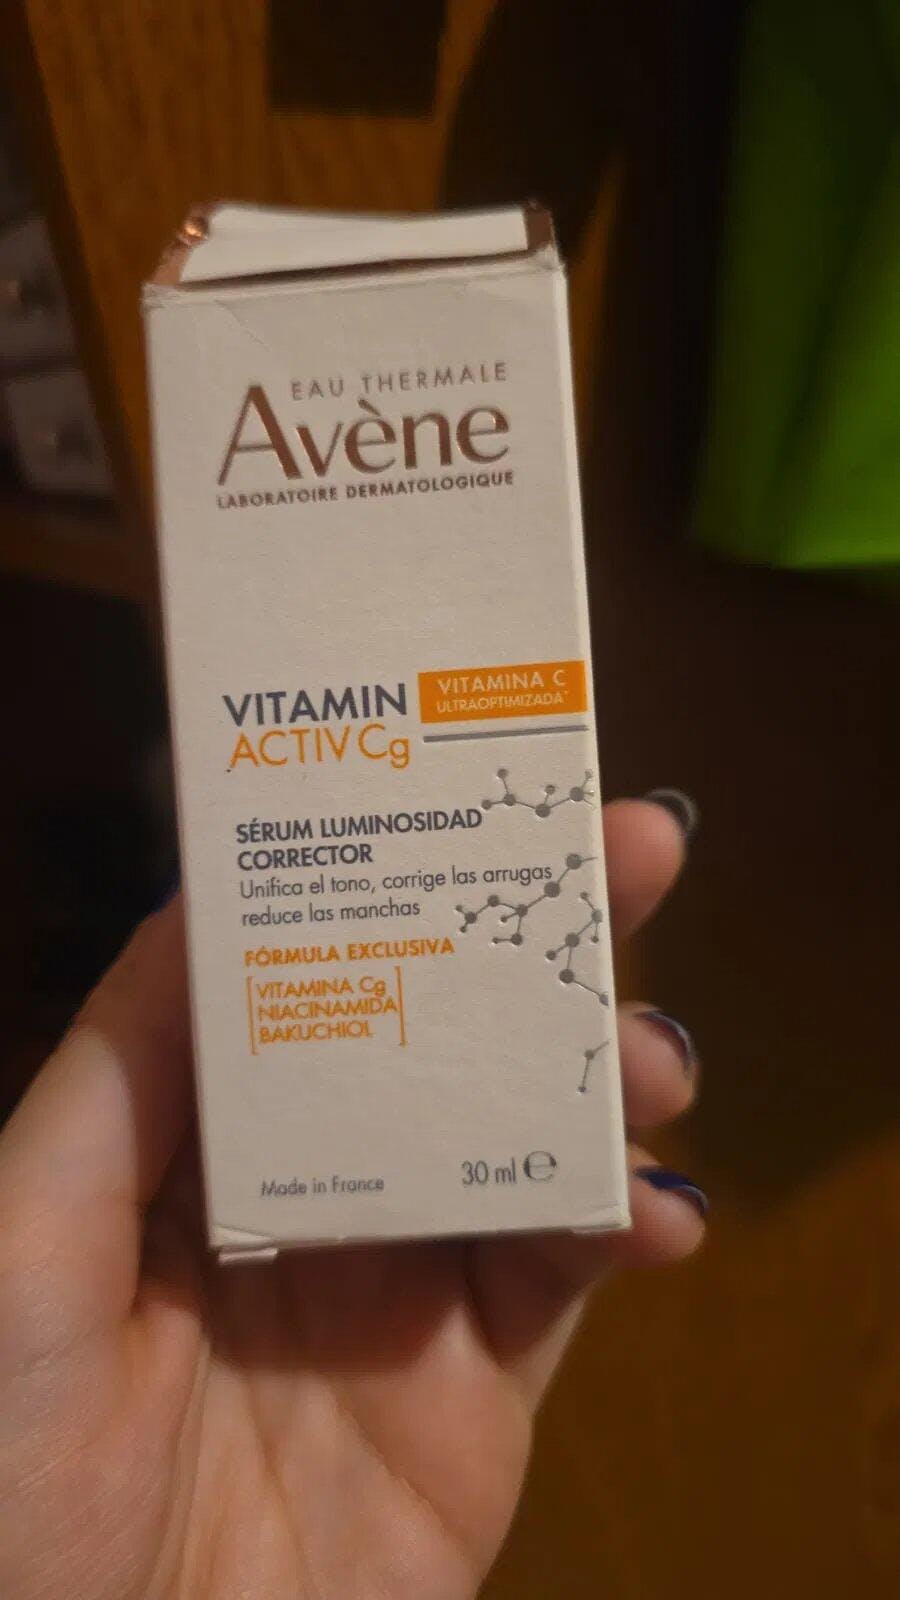 EAU THERMALE
Avène
LABORATOIRE DERMATOLOGIQUE
VITAMIN
ACTIV Cg
VITAMINA C
ULTRAOPTIMIZADA*
SÉRUM LUMINOSIDAD
CORRECTOR
Unifica el tono, corrige las arrugas
reduce las manchas
FÓRMULA EXCLUSIVA
VITAMINA Cg
NIACINAMIDA
BAKUCHIOL
Made in France
30 ml ℮